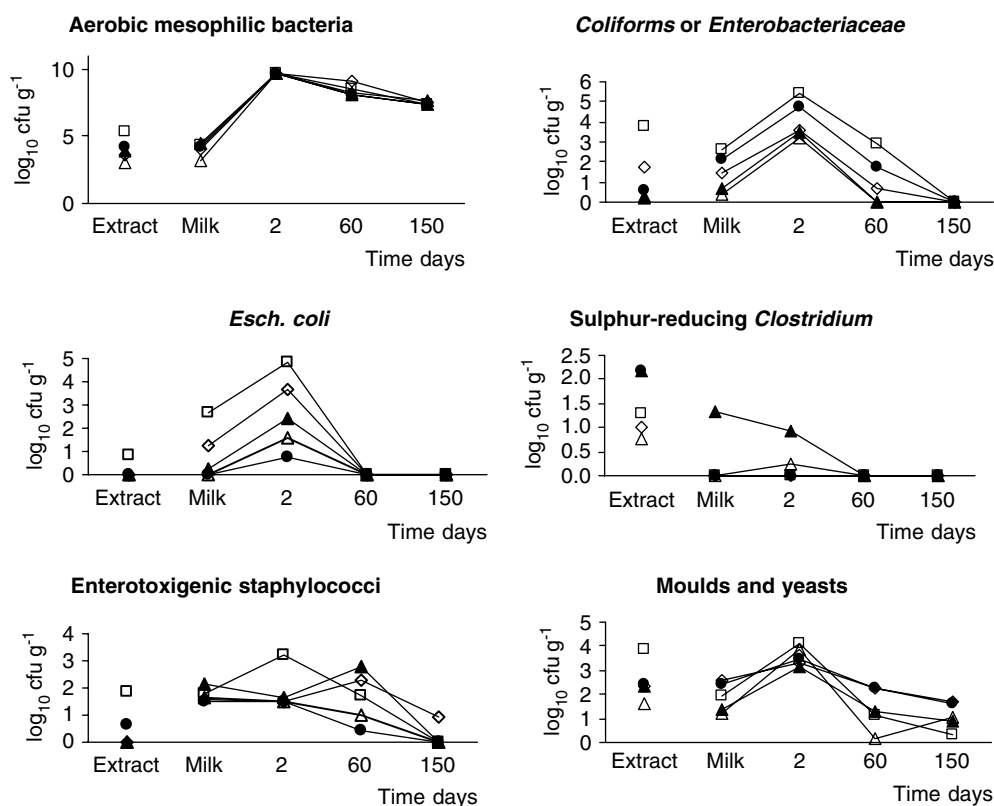 Aerobic mesophilic bacteria
log10 cfu g-1
10
5
0
Extract Milk 2 60 150
Time days
Coliforms or Enterobacteriaceae
log10 cfu g-1
6
5
4
3
2
1
0
Extract Milk 2 60 150
Time days
Esch. coli
log10 cfu g-1
5
4
3
2
1
0
Extract Milk 2 60 150
Time days
Sulphur-reducing Clostridium
log10 cfu g-1
2.5
2.0
1.5
1.0
0.5
0.0
Extract Milk 2 60 150
Time days
Enterotoxigenic staphylococci
log10 cfu g-1
4
3
2
1
0
Extract Milk 2 60 150
Time days
Moulds and yeasts
log10 cfu g-1
5
4
3
2
1
0
Extract Milk 2 60 150
Time days